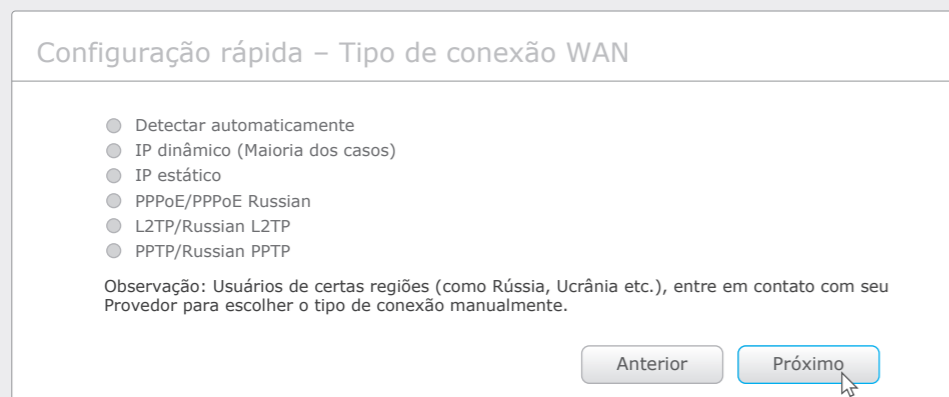 Configuração rápida – Tipo de conexão WAN
Detectar automaticamente
IP dinâmico (Maioria dos casos)
IP estático
PPPoE/PPPoE Russian
L2TP/Russian L2TP
PPTP/Russian PPTP
Observação: Usuários de certas regiões (como Rússia, Ucrânia etc.), entre em contato com seu
Provedor para escolher o tipo de conexão manualmente.
Anterior
Próximo